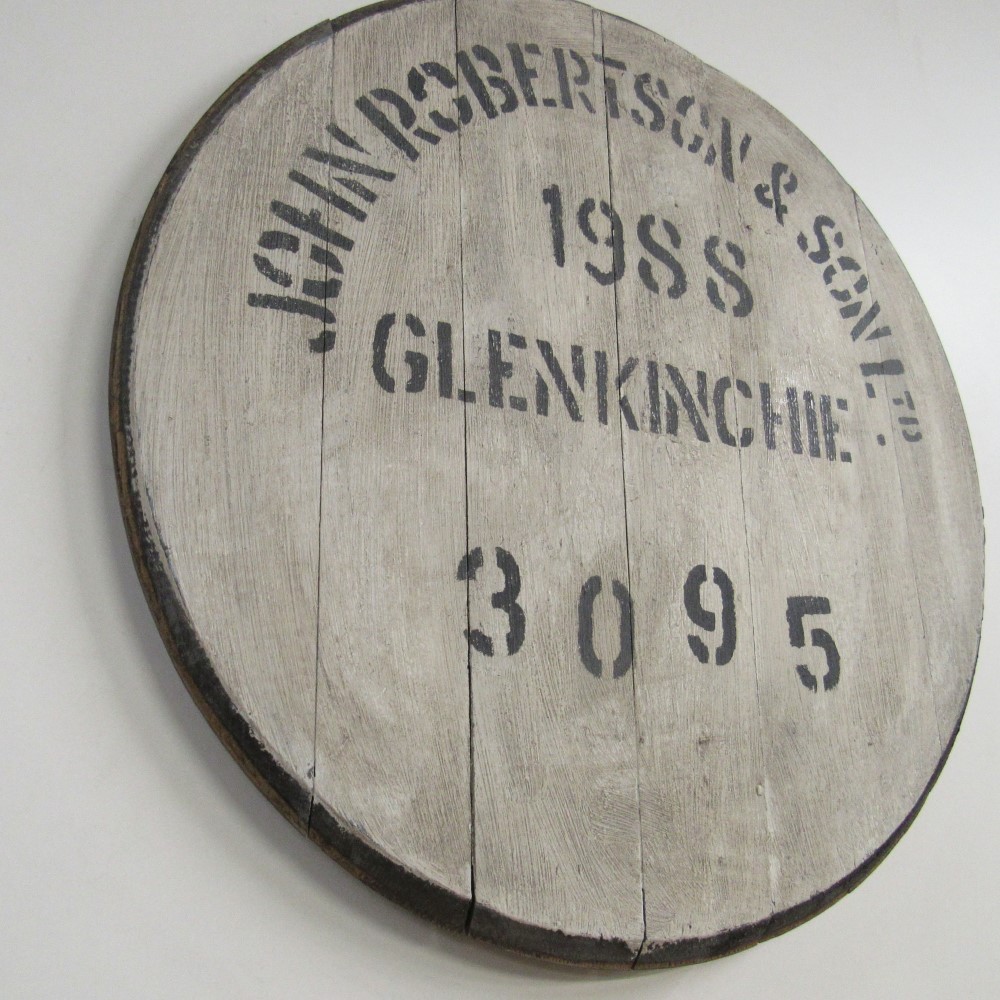 JOHN ROBERTSON & SON LTD.
1988
GLENKINCHIE
3095